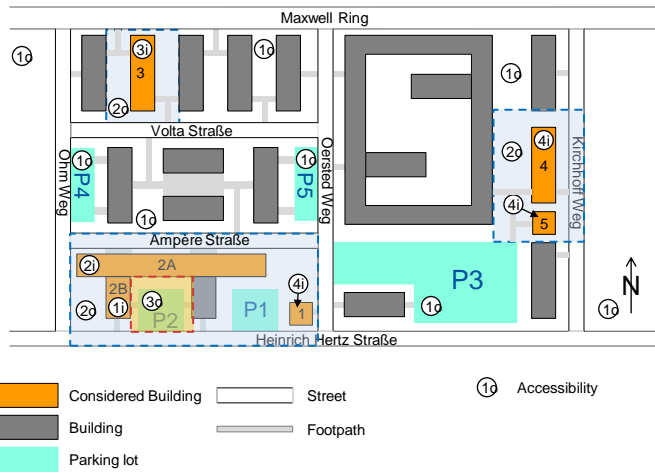 Maxwell Ring
1o
3i
1o
1o
3
4i
2o
2o
Volta Straße
4
1o
P4
1o
P5
Ohm Weg
Oersted Weg
Kirchhoff Weg
4i
1o
5
Ampère Straße
2i
2A
2B
4i
P3
N
2o
1i
3o
P2
P1
1
1o
1o
Heinrich Hertz Straße
Considered Building
Street
1o
Accessibility
Building
Footpath
Parking lot